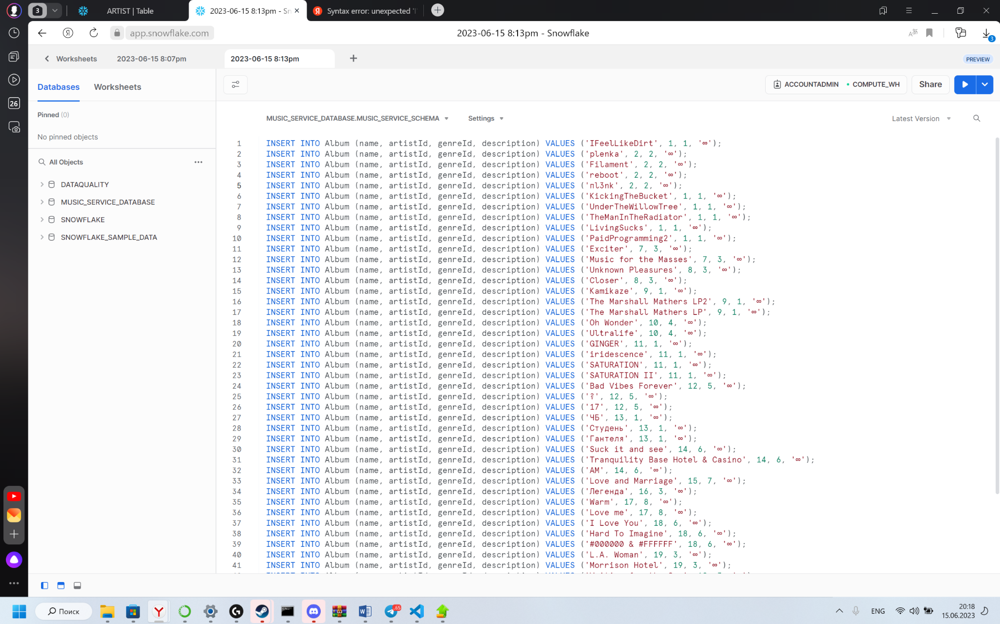 3
ARTIST | Table
2023-06-15 8:13pm - Sn
Syntax error: unexpected 'I'
app.snowflake.com
2023-06-15 8:13pm - Snowflake
3
26
Worksheets
2023-06-15 8:07pm
2023-06-15 8:13pm
PREVIEW
Databases
Worksheets
ACCOUNTADMIN
COMPUTE_WH
Share
Pinned (0)
No pinned objects
All Objects
DATAQUALITY
MUSIC_SERVICE_DATABASE
SNOWFLAKE
SNOWFLAKE_SAMPLE_DATA
MUSIC_SERVICE_DATABASE.MUSIC_SERVICE_SCHEMA
Settings
Latest Version
1 INSERT INTO Album (name, artistId, genreId, description) VALUES ('IFeelLikeDirt', 1, 1, '∞');
2 INSERT INTO Album (name, artistId, genreId, description) VALUES ('plenka', 2, 2, '∞');
3 INSERT INTO Album (name, artistId, genreId, description) VALUES ('Filament', 2, 2, '∞');
4 INSERT INTO Album (name, artistId, genreId, description) VALUES ('reboot', 2, 2, '∞');
5 INSERT INTO Album (name, artistId, genreId, description) VALUES ('пl3nk', 2, 2, '∞');
6 INSERT INTO Album (name, artistId, genreId, description) VALUES ('KickingTheBucket', 1, 1, '∞');
7 INSERT INTO Album (name, artistId, genreId, description) VALUES ('UnderTheWillowTree', 1, 1, '∞');
8 INSERT INTO Album (name, artistId, genreId, description) VALUES ('TheManInTheRadiator', 1, 1, '∞');
9 INSERT INTO Album (name, artistId, genreId, description) VALUES ('LivingSucks', 1, 1, '∞');
10 INSERT INTO Album (name, artistId, genreId, description) VALUES ('PaidProgramming2', 1, 1, '∞');
11 INSERT INTO Album (name, artistId, genreId, description) VALUES ('Exciter', 7, 3, '∞');
12 INSERT INTO Album (name, artistId, genreId, description) VALUES ('Music for the Masses', 7, 3, '∞');
13 INSERT INTO Album (name, artistId, genreId, description) VALUES ('Unknown Pleasures', 8, 3, '∞');
14 INSERT INTO Album (name, artistId, genreId, description) VALUES ('Closer', 8, 3, '∞');
15 INSERT INTO Album (name, artistId, genreId, description) VALUES ('Kamikaze', 9, 1, '∞');
16 INSERT INTO Album (name, artistId, genreId, description) VALUES ('The Marshall Mathers LP2', 9, 1, '∞');
17 INSERT INTO Album (name, artistId, genreId, description) VALUES ('The Marshall Mathers LP', 9, 1, '∞');
18 INSERT INTO Album (name, artistId, genreId, description) VALUES ('Oh Wonder', 10, 4, '∞');
19 INSERT INTO Album (name, artistId, genreId, description) VALUES ('Ultralife', 10, 4, '∞');
20 INSERT INTO Album (name, artistId, genreId, description) VALUES ('GINGER', 11, 1, '∞');
21 INSERT INTO Album (name, artistId, genreId, description) VALUES ('iridescence', 11, 1, '∞');
22 INSERT INTO Album (name, artistId, genreId, description) VALUES ('SATURATION', 11, 1, '∞');
23 INSERT INTO Album (name, artistId, genreId, description) VALUES ('SATURATION II', 11, 1, '∞');
24 INSERT INTO Album (name, artistId, genreId, description) VALUES ('Bad Vibes Forever', 12, 5, '∞');
25 INSERT INTO Album (name, artistId, genreId, description) VALUES ('?', 12, 5, '∞');
26 INSERT INTO Album (name, artistId, genreId, description) VALUES ('17', 12, 5, '∞');
27 INSERT INTO Album (name, artistId, genreId, description) VALUES ('ЧБ', 13, 1, '∞');
28 INSERT INTO Album (name, artistId, genreId, description) VALUES ('Студень', 13, 1, '∞');
29 INSERT INTO Album (name, artistId, genreId, description) VALUES ('Гантеля', 13, 1, '∞');
30 INSERT INTO Album (name, artistId, genreId, description) VALUES ('Suck it and see', 14, 6, '∞');
31 INSERT INTO Album (name, artistId, genreId, description) VALUES ('Tranquility Base Hotel & Casino', 14, 6, '∞');
32 INSERT INTO Album (name, artistId, genreId, description) VALUES ('AM', 14, 6, '∞');
33 INSERT INTO Album (name, artistId, genreId, description) VALUES ('Love and Marriage', 15, 7, '∞');
34 INSERT INTO Album (name, artistId, genreId, description) VALUES ('Легенда', 16, 3, '∞');
35 INSERT INTO Album (name, artistId, genreId, description) VALUES ('Warm', 17, 8, '∞');
36 INSERT INTO Album (name, artistId, genreId, description) VALUES ('Love me', 17, 8, '∞');
37 INSERT INTO Album (name, artistId, genreId, description) VALUES ('I Love You', 18, 6, '∞');
38 INSERT INTO Album (name, artistId, genreId, description) VALUES ('Hard To Imagine', 18, 6, '∞');
39 INSERT INTO Album (name, artistId, genreId, description) VALUES ('#000000 & #FFFFFF', 18, 6, '∞');
40 INSERT INTO Album (name, artistId, genreId, description) VALUES ('L.A. Woman', 19, 3, '∞');
41 INSERT INTO Album (name, artistId, genreId, description) VALUES ('Morrison Hotel', 19, 3, '∞');
Поиск
65
ENG
20:18
15.06.2023